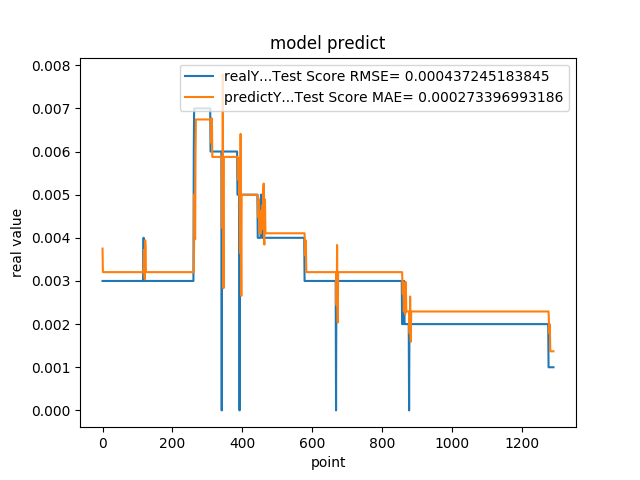 model predict
realY...Test Score RMSE= 0.000437245183845
predictY...Test Score MAE= 0.000273396993186
real value
0.008
0.007
0.006
0.005
0.004
0.003
0.002
0.001
0.000
0 200 400 600 800 1000 1200
point